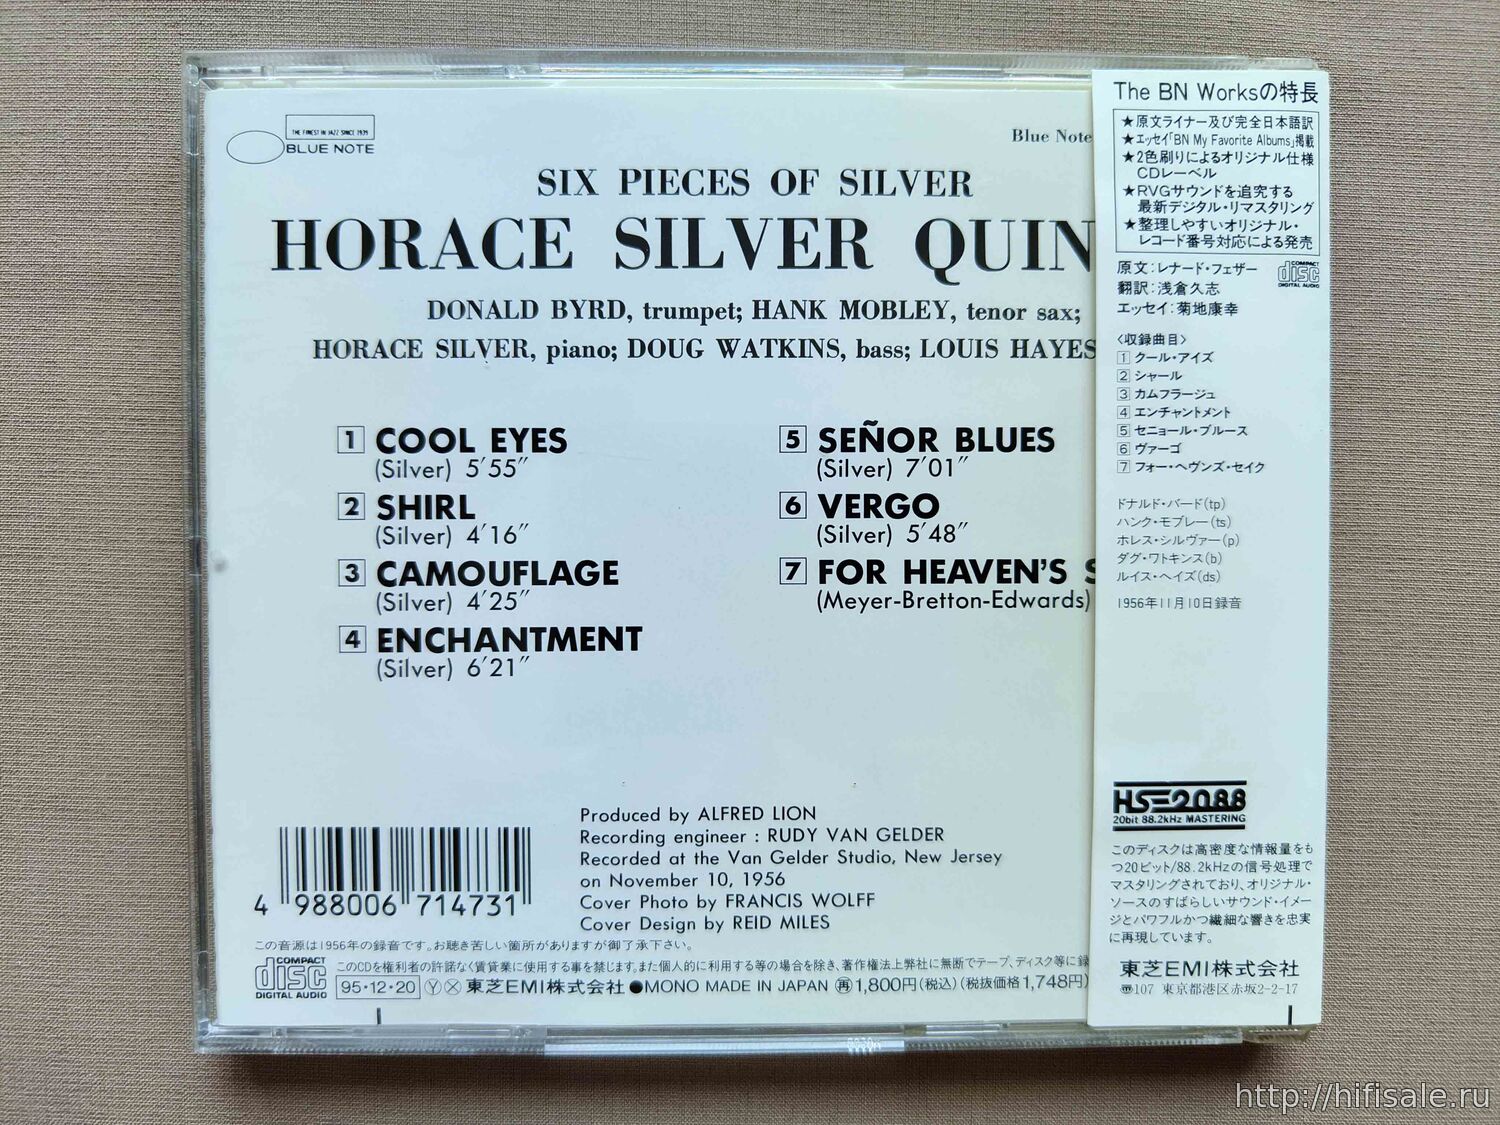 THE FINEST IN JAZZ SINCE 1939
BLUE NOTE
Blue Note
SIX PIECES OF SILVER
HORACE SILVER QUIN
DONALD BYRD, trumpet; HANK MOBLEY, tenor sax;
HORACE SILVER, piano; DOUG WATKINS, bass; LOUIS HAYES
1 COOL EYES
(Silver) 5′55″
2 SHIRL
(Silver) 4′16″
3 CAMOUFLAGE
(Silver) 4′25″
4 ENCHANTMENT
(Silver) 6′21″
5 SEÑOR BLUES
(Silver) 7′01″
6 VERGO
(Silver) 5′48″
7 FOR HEAVEN'S S
(Meyer-Bretton-Edwards)
Produced by ALFRED LION
Recording engineer : RUDY VAN GELDER
Recorded at the Van Gelder Studio, New Jersey
on November 10, 1956
Cover Photo by FRANCIS WOLFF
Cover Design by REID MILES
4 988006 714731
この音源は1956年の録音です。お聴き苦しい箇所がありますが御了承下さい。
COMPACT
disc
DIGITAL AUDIO
このCDを権利者の許諾なく賃貸業に使用する事を禁じます。また個人的に利用する等の場合を除き、著作権法上弊社に無断でテープ、ディスク等に録
95・12・20 Ⓨ Ⓧ 東芝EMI株式会社 ●MONO MADE IN JAPAN 再 1,800円(税込)(税抜価格1,748円)
The BN Worksの特長
★原文ライナー及び完全日本語訳
★エッセイ「BN My Favorite Albums」掲載
★2色刷りによるオリジナル仕様
CDレーベル
★RVGサウンドを追究する
最新デジタル・リマスタリング
★整理しやすいオリジナル・
レコード番号対応による発売
原文:レナード・フェザー
翻訳:浅倉久志
エッセイ:菊地康幸
COMPACT
disc
DIGITAL AUDIO
〈収録曲目〉
1 クール・アイズ
2 シャール
3 カムフラージュ
4 エンチャントメント
5 セニョール・ブルース
6 ヴァーゴ
7 フォー・ヘヴンズ・セイク
ドナルド・バード(tp)
ハンク・モブレー(ts)
ホレス・シルヴァー(p)
ダグ・ワトキンス(b)
ルイス・ヘイズ(ds)
1956年11月10日録音
HS2088
20bit 88.2kHz MASTERING
このディスクは高密度な情報量をも
つ20ビット/88.2kHzの信号処理で
マスタリングされており、オリジナル・
ソースのすばらしいサウンド・イメー
ジとパワフルかつ繊細な響きを忠実
に再現しています。
東芝EMI株式会社
〠107 東京都港区赤坂2-2-17
http://hifisale.ru